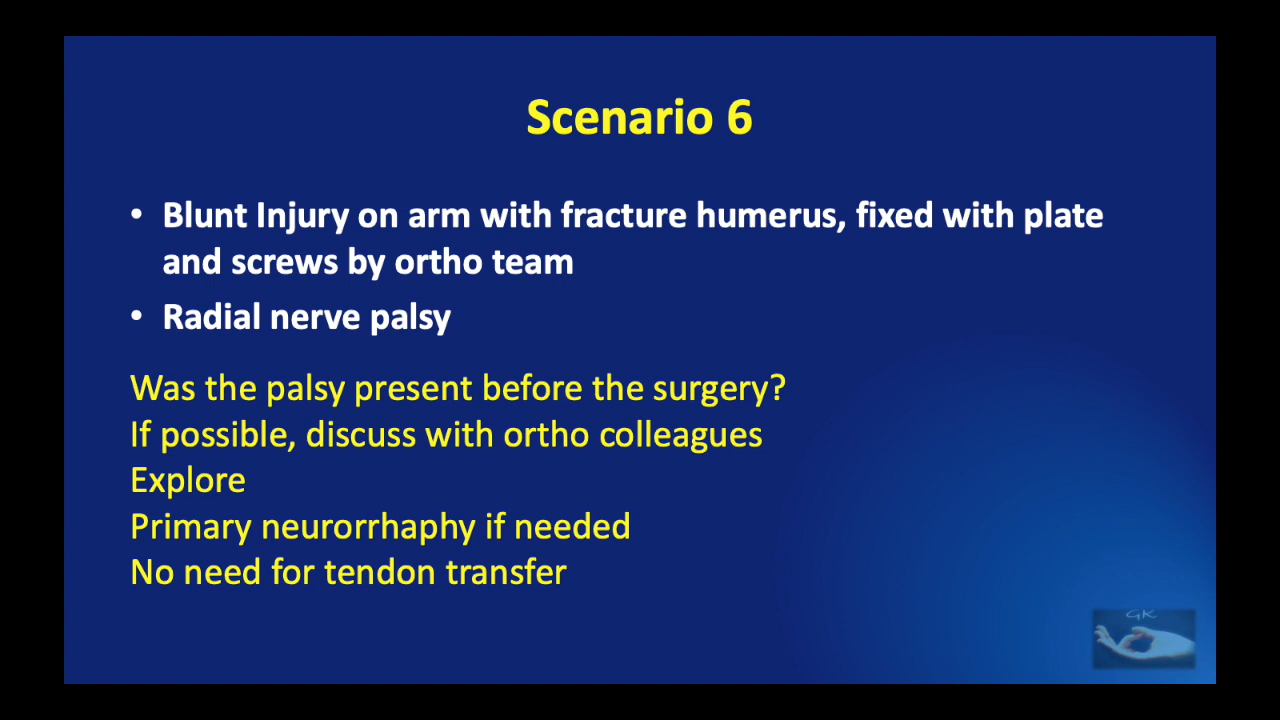 Scenario 6
• Blunt Injury on arm with fracture humerus, fixed with plate
and screws by ortho team
• Radial nerve palsy
Was the palsy present before the surgery?
If possible, discuss with ortho colleagues
Explore
Primary neurorrhaphy if needed
No need for tendon transfer
GK